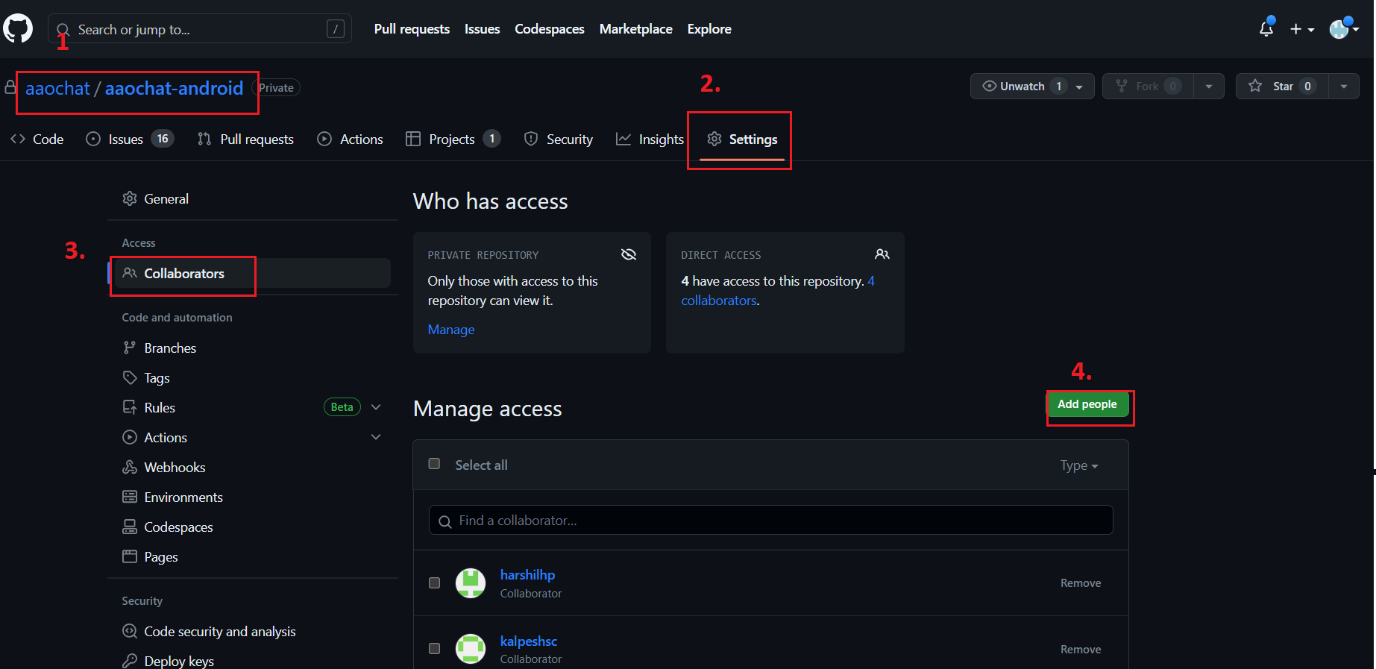 Search or jump to...
/
Pull requests
Issues
Codespaces
Marketplace
Explore
1
aaochat / aaochat-android
Private
2.
Unwatch 1
Fork 0
Star 0
Code
Issues 16
Pull requests
Actions
Projects 1
Security
Insights
Settings
General
Access
3.
Collaborators
Code and automation
Branches
Tags
Rules Beta
Actions
Webhooks
Environments
Codespaces
Pages
Security
Code security and analysis
Deploy keys
Who has access
PRIVATE REPOSITORY
Only those with access to this
repository can view it.
Manage
DIRECT ACCESS
4 have access to this repository. 4
collaborators.
4.
Manage access
Add people
Select all
Type
Find a collaborator...
harshilhp
Collaborator
Remove
kalpeshsc
Collaborator
Remove